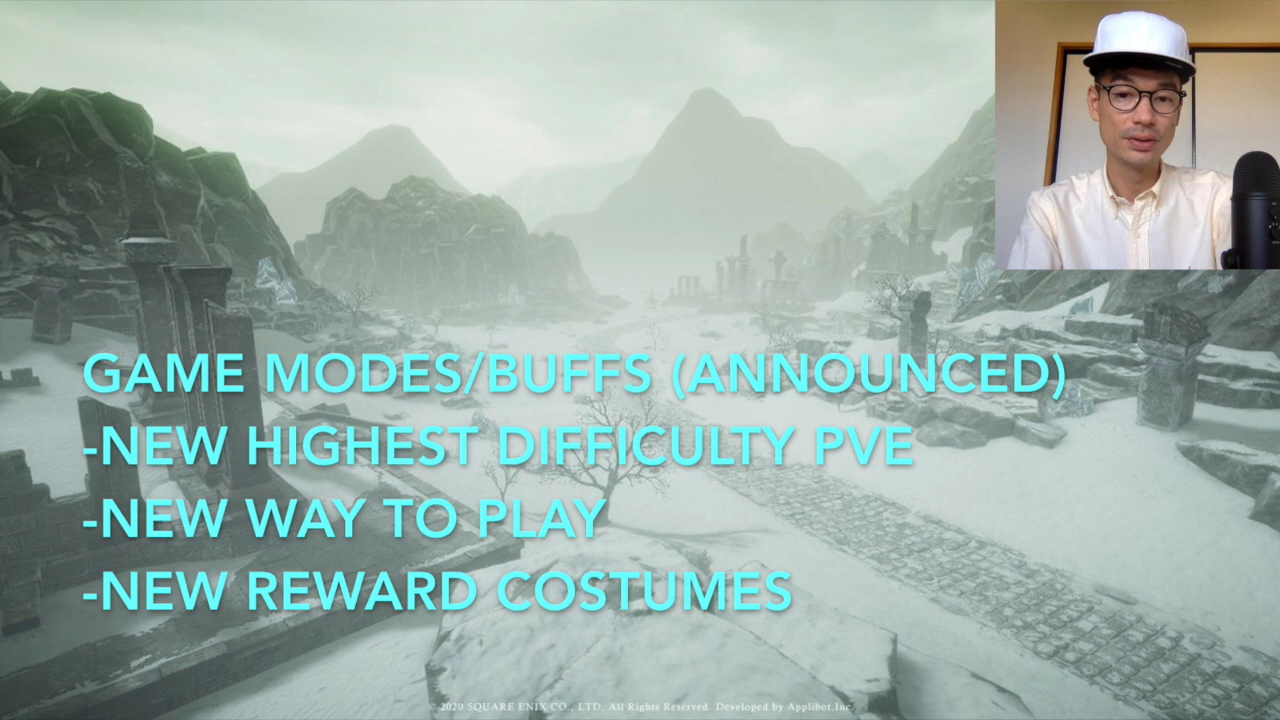 GAME MODES/BUFFS (ANNOUNCED)
-NEW HIGHEST DIFFICULTY PVE
-NEW WAY TO PLAY
-NEW REWARD COSTUMES
© 2020 SQUARE ENIX CO., LTD. All Rights Reserved. Developed by Applibot,Inc.